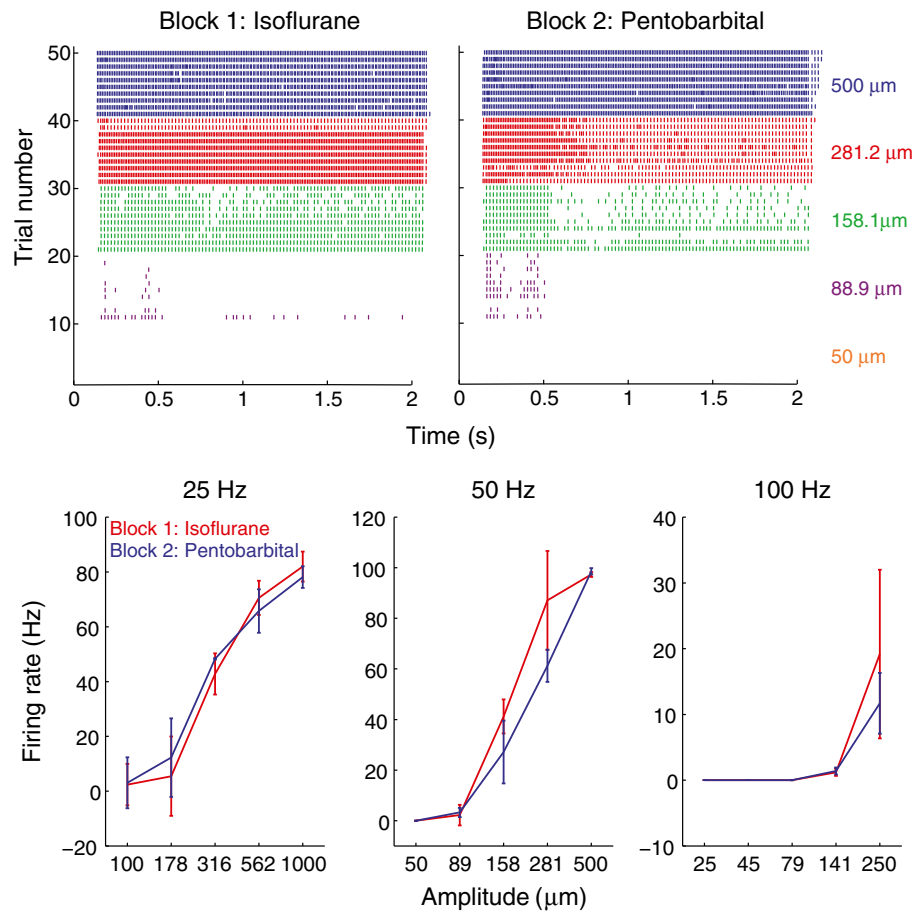 Block 1: Isoflurane
Block 2: Pentobarbital
Trial number
50
40
30
20
10
0
0.5
1
1.5
2
0
0.5
1
1.5
2
500 μm
281.2 μm
158.1μm
88.9 μm
50 μm
Time (s)
25 Hz
50 Hz
100 Hz
Block 1: Isoflurane
Block 2: Pentobarbital
Firing rate (Hz)
100
80
60
40
20
0
−20
100 178 316 562 1000
120
100
80
60
40
20
0
50 89 158 281 500
40
30
20
10
0
−10
25 45 79 141 250
Amplitude (μm)